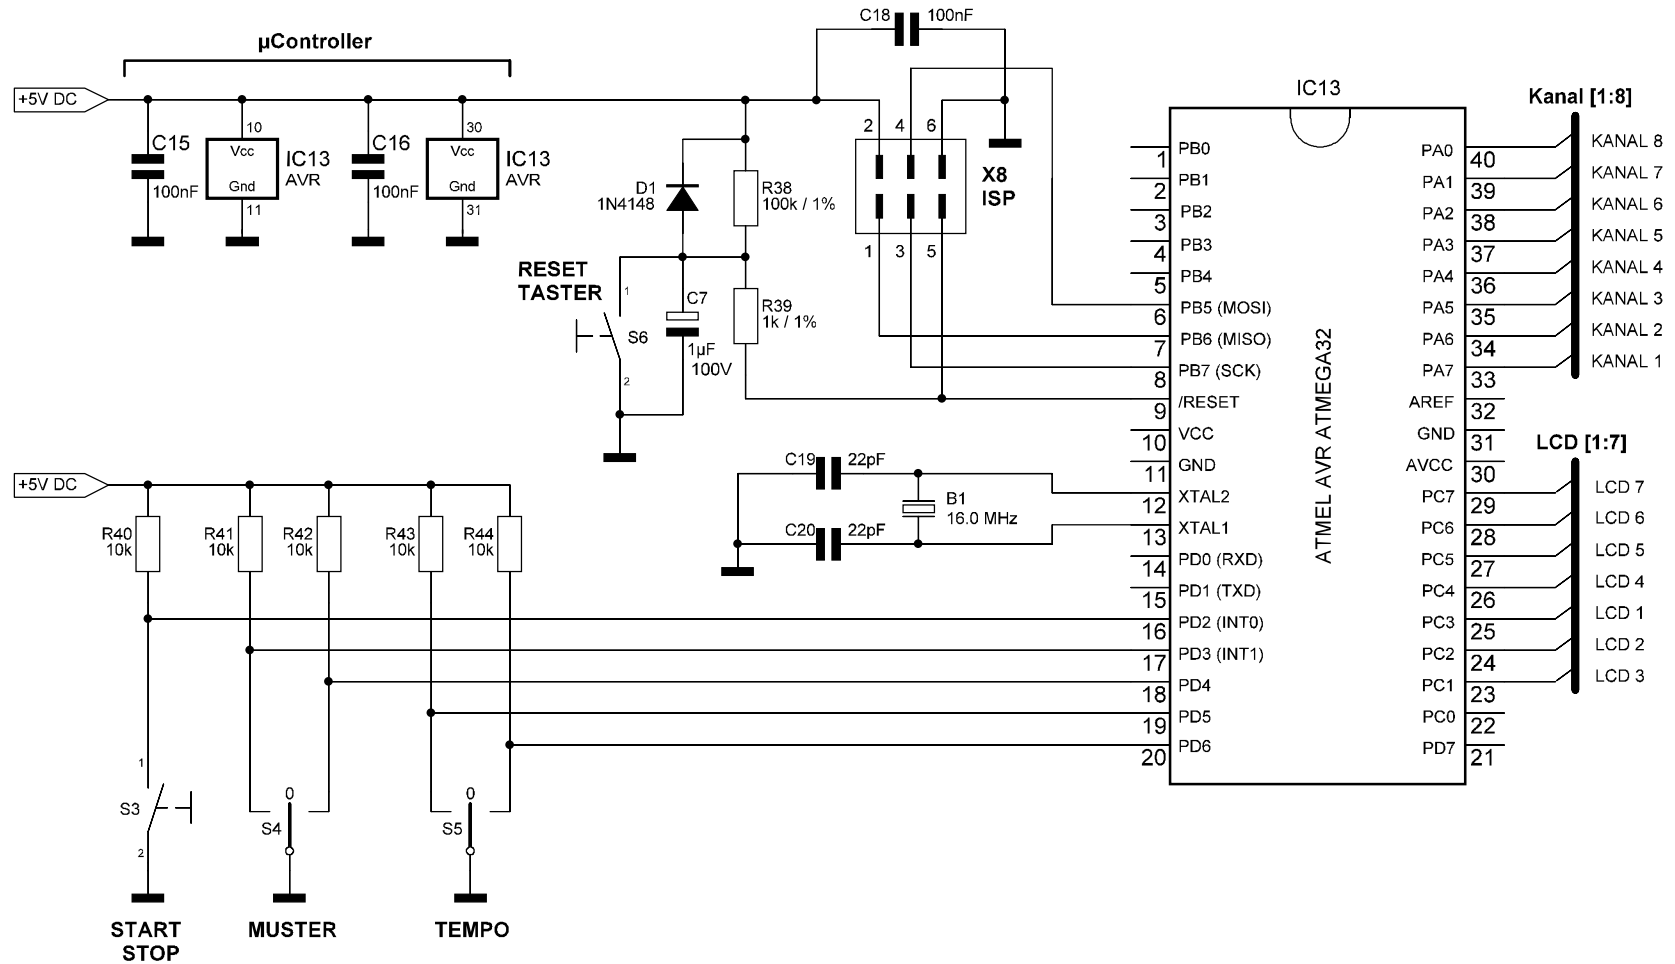 µController
+5V DC
C15
100nF
10
Vcc
Gnd
11
IC13
AVR
C16
100nF
30
Vcc
Gnd
31
IC13
AVR
C18
100nF
D1
1N4148
R38
100k / 1%
2
4
6
1
3
5
X8
ISP
RESET
TASTER
1
S6
2
C7
1µF
100V
R39
1k / 1%
IC13
ATMEL AVR ATMEGA32
PB0
1
PB1
2
PB2
3
PB3
4
PB4
5
PB5 (MOSI)
6
PB6 (MISO)
7
PB7 (SCK)
8
/RESET
9
VCC
10
GND
11
XTAL2
12
XTAL1
13
PD0 (RXD)
14
PD1 (TXD)
15
PD2 (INT0)
16
PD3 (INT1)
17
PD4
18
PD5
19
PD6
20
PA0
40
PA1
39
PA2
38
PA3
37
PA4
36
PA5
35
PA6
34
PA7
33
AREF
32
GND
31
AVCC
30
PC7
29
PC6
28
PC5
27
PC4
26
PC3
25
PC2
24
PC1
23
PC0
22
PD7
21
Kanal [1:8]
KANAL 8
KANAL 7
KANAL 6
KANAL 5
KANAL 4
KANAL 3
KANAL 2
KANAL 1
LCD [1:7]
LCD 7
LCD 6
LCD 5
LCD 4
LCD 1
LCD 2
LCD 3
C19
22pF
C20
22pF
B1
16.0 MHz
+5V DC
R40
10k
R41
10k
R42
10k
R43
10k
R44
10k
1
S3
2
0
S4
0
S5
START
STOP
MUSTER
TEMPO